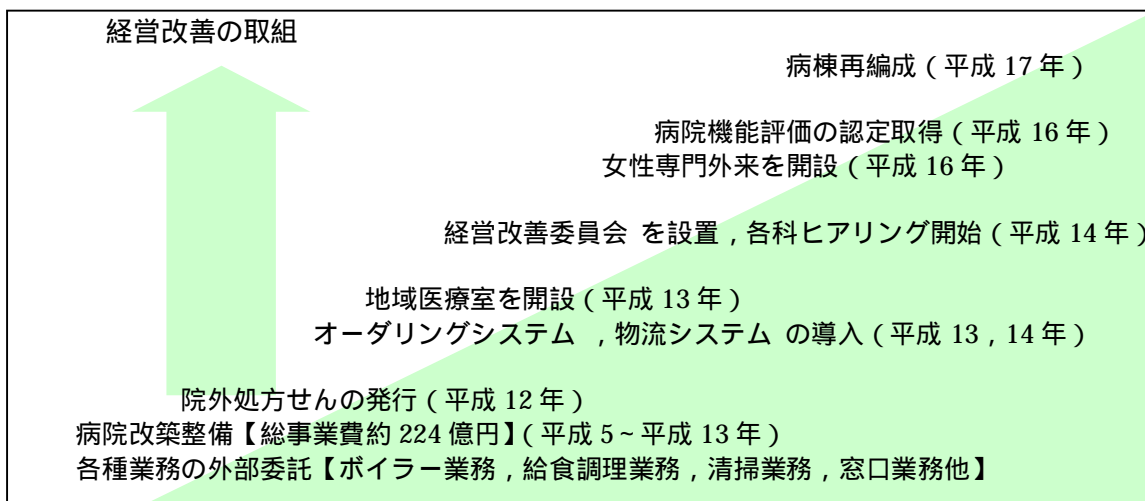 経営改善の取組
病棟再編成（平成 17 年）
病院機能評価の認定取得（平成 16 年）
女性専門外来を開設（平成 16 年）
経営改善委員会 を設置，各科ヒアリング開始（平成 14 年）
地域医療室を開設（平成 13 年）
オーダリングシステム ，物流システム の導入（平成 13，14 年）
院外処方せんの発行（平成 12 年）
病院改築整備【総事業費約 224 億円】（平成 5～平成 13 年）
各種業務の外部委託【ボイラー業務，給食調理業務，清掃業務，窓口業務他】